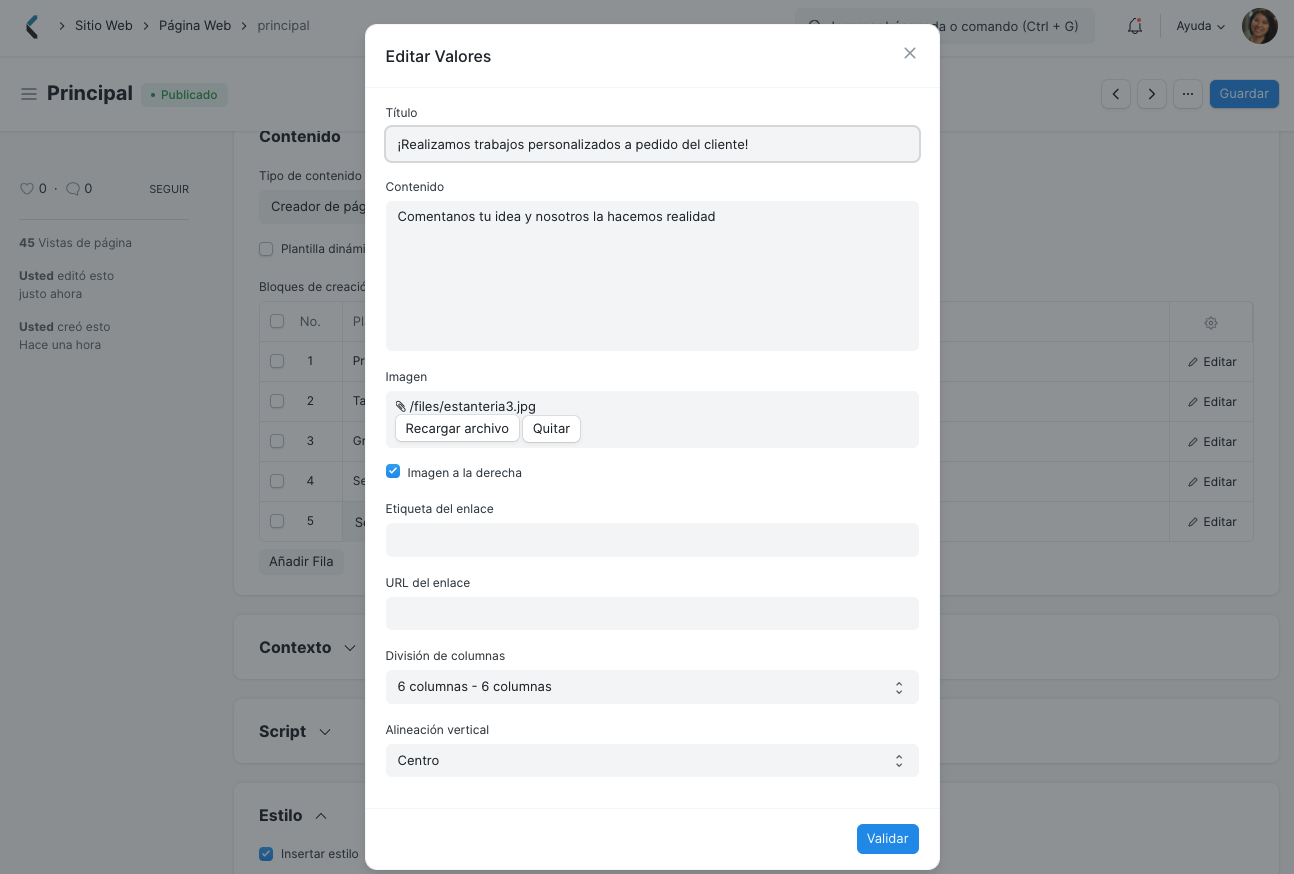 Sitio Web
Página Web
principal
a o comando (Ctrl + G)
Ayuda
Principal
Publicado
Guardar
Contenido
0 · 0
SEGUIR
Tipo de contenido
Creador de pág
45 Vistas de página
Plantilla dinámi
Usted editó esto
justo ahora
Bloques de creació
Usted creó esto
Hace una hora
No.
Pl
1
Pr
Editar
2
Ta
Editar
3
Gr
Editar
4
Se
Editar
5
Se
Editar
Añadir Fila
Contexto
Script
Estilo
Insertar estilo
Editar Valores
Título
¡Realizamos trabajos personalizados a pedido del cliente!
Contenido
Comentanos tu idea y nosotros la hacemos realidad
Imagen
/files/estanteria3.jpg
Recargar archivo
Quitar
Imagen a la derecha
Etiqueta del enlace
URL del enlace
División de columnas
6 columnas - 6 columnas
Alineación vertical
Centro
Validar